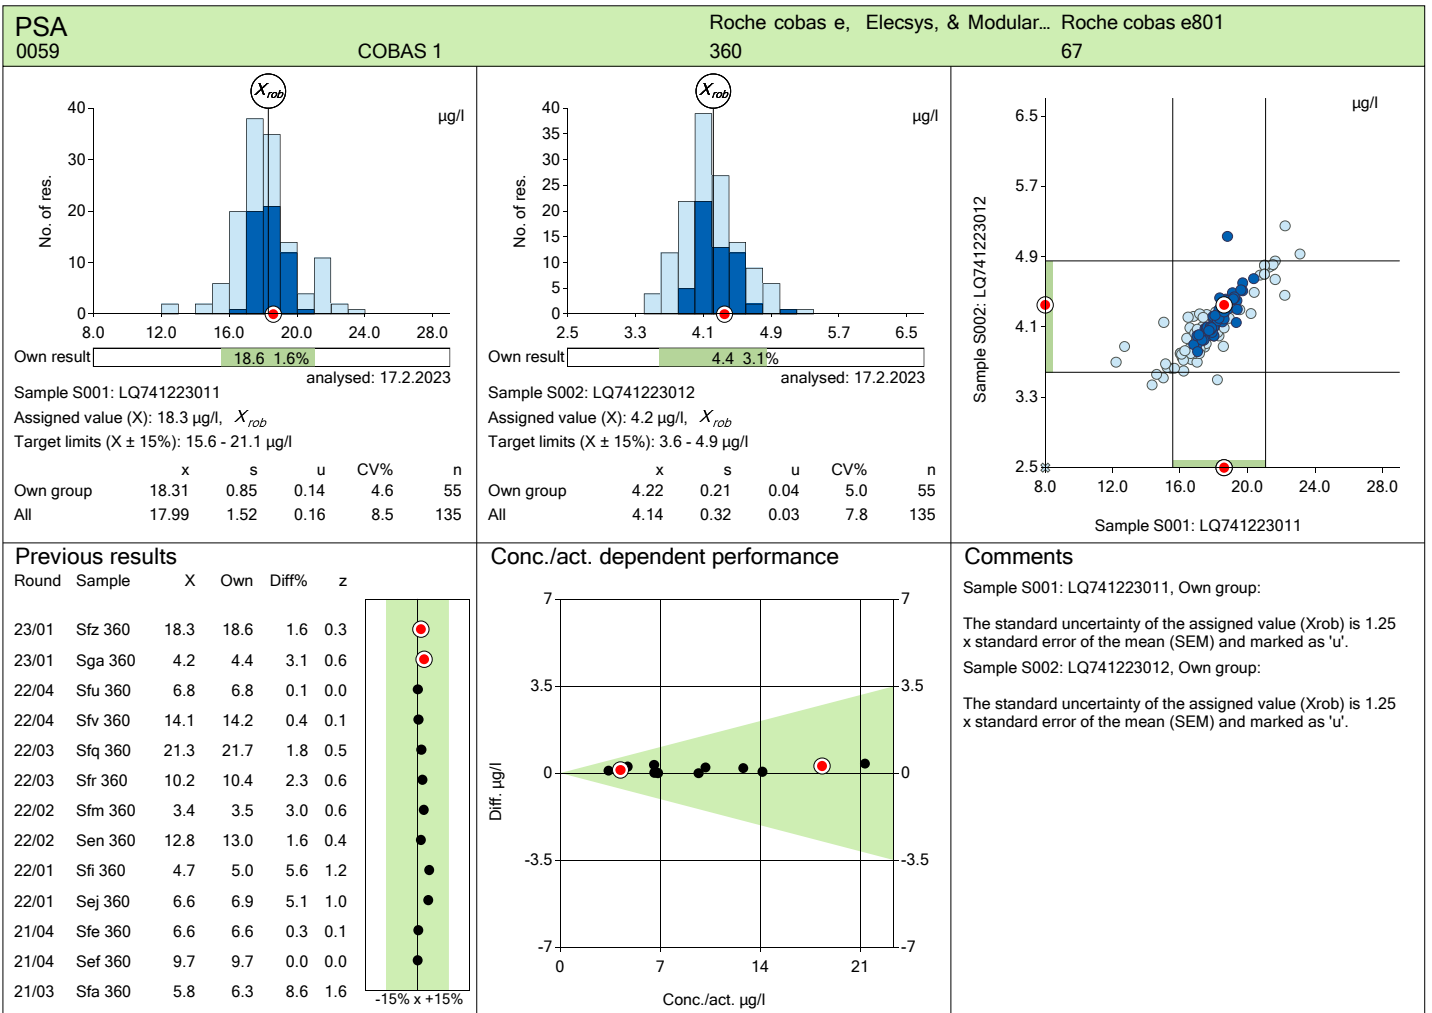 PSA
Roche cobas e, Elecsys, & Modular... Roche cobas e801
0059 COBAS 1 360 67
X rob
µg/l
No. of res.
40
30
20
10
0
8.0 12.0 16.0 20.0 24.0 28.0
Own result 18.6 1.6%
analysed: 17.2.2023
Sample S001: LQ741223011
Assigned value (X): 18.3 µg/l, X rob
Target limits (X ± 15%): 15.6 - 21.1 µg/l
x s u CV% n
Own group 18.31 0.85 0.14 4.6 55
All 17.99 1.52 0.16 8.5 135
X rob
µg/l
No. of res.
40
35
30
25
20
15
10
5
0
2.5 3.3 4.1 4.9 5.7 6.5
Own result 4.4 3.1%
analysed: 17.2.2023
Sample S002: LQ741223012
Assigned value (X): 4.2 µg/l, X rob
Target limits (X ± 15%): 3.6 - 4.9 µg/l
x s u CV% n
Own group 4.22 0.21 0.04 5.0 55
All 4.14 0.32 0.03 7.8 135
µg/l
Sample S002: LQ741223012
6.5
5.7
4.9
4.1
3.3
2.5
8.0 12.0 16.0 20.0 24.0 28.0
Sample S001: LQ741223011
Previous results
Round Sample X Own Diff% z
23/01 Sfz 360 18.3 18.6 1.6 0.3
23/01 Sga 360 4.2 4.4 3.1 0.6
22/04 Sfu 360 6.8 6.8 0.1 0.0
22/04 Sfv 360 14.1 14.2 0.4 0.1
22/03 Sfq 360 21.3 21.7 1.8 0.5
22/03 Sfr 360 10.2 10.4 2.3 0.6
22/02 Sfm 360 3.4 3.5 3.0 0.6
22/02 Sen 360 12.8 13.0 1.6 0.4
22/01 Sfi 360 4.7 5.0 5.6 1.2
22/01 Sej 360 6.6 6.9 5.1 1.0
21/04 Sfe 360 6.6 6.6 0.3 0.1
21/04 Sef 360 9.7 9.7 0.0 0.0
21/03 Sfa 360 5.8 6.3 8.6 1.6
-15% x +15%
Conc./act. dependent performance
Diff. µg/l
7 7
3.5 3.5
0 0
-3.5 -3.5
-7 -7
0 7 14 21
Conc./act. µg/l
Comments
Sample S001: LQ741223011, Own group:
The standard uncertainty of the assigned value (Xrob) is 1.25
x standard error of the mean (SEM) and marked as 'u'.
Sample S002: LQ741223012, Own group:
The standard uncertainty of the assigned value (Xrob) is 1.25
x standard error of the mean (SEM) and marked as 'u'.